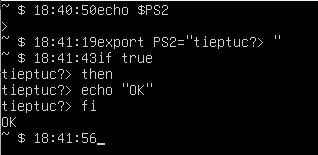 ~ $ 18:40:50echo $PS2
>
~ $ 18:41:19export PS2="tieptuc?> "
~ $ 18:41:43if true
tieptuc?> then
tieptuc?> echo "OK"
tieptuc?> fi
OK
~ $ 18:41:56_